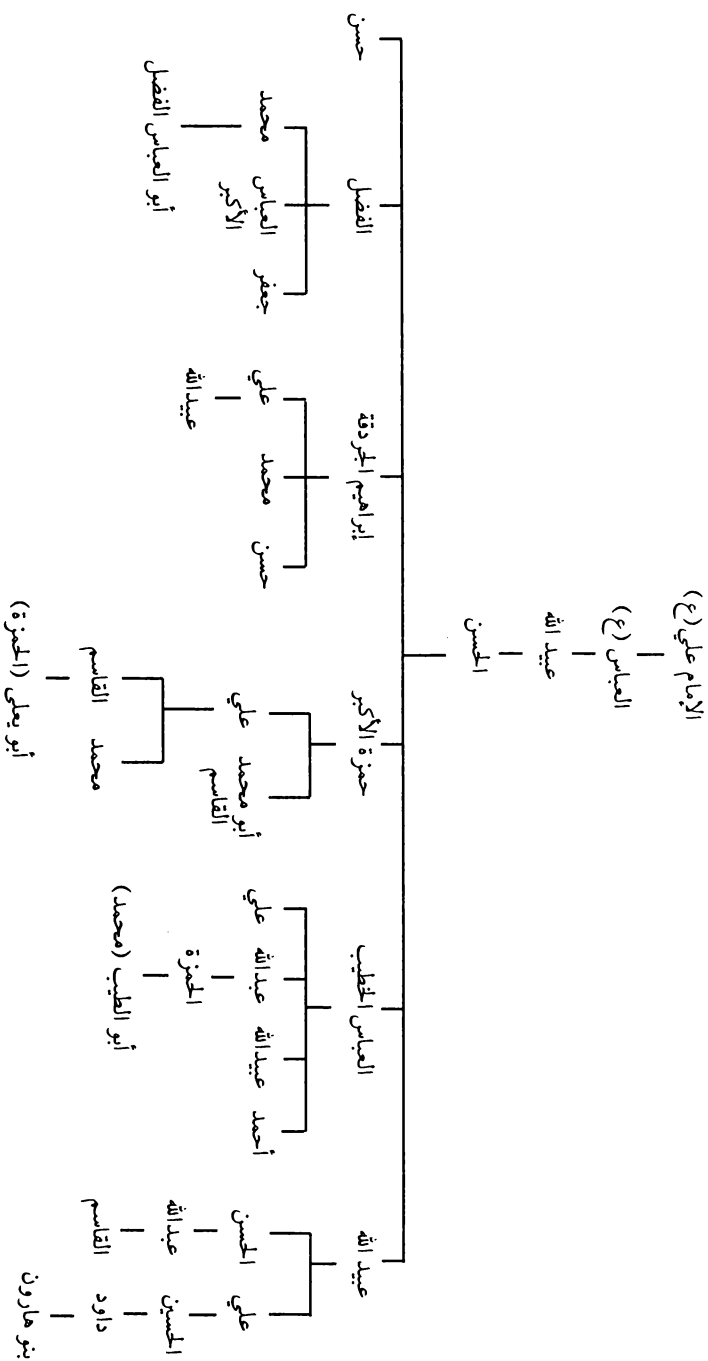 الإمام علي(ع)
العباس (ع)
عبيد الله
الحسن
عبيد الله
العباس الخطيب
حمزة الأكبر
إبراهيم الجردقة
الفضل
حسن
علي
الحسن
أحمد
عبيدالله
عبدالله
علي
أبو محمد
القاسم
علي
حسن
محمد
علي
جعفر
العباس
الأكبر
محمد
الحسين
عبدالله
الحمزة
عبيدالله
أبو العباس الفضل
داود
القاسم
أبو الطيب (محمد)
محمد
القاسم
بنو هارون
أبو يعلى (الحمزة)